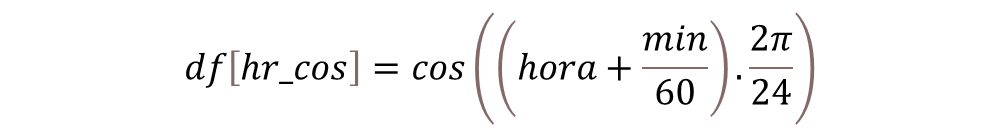 df[hr_cos] = cos((hora + min/60).2π/24)